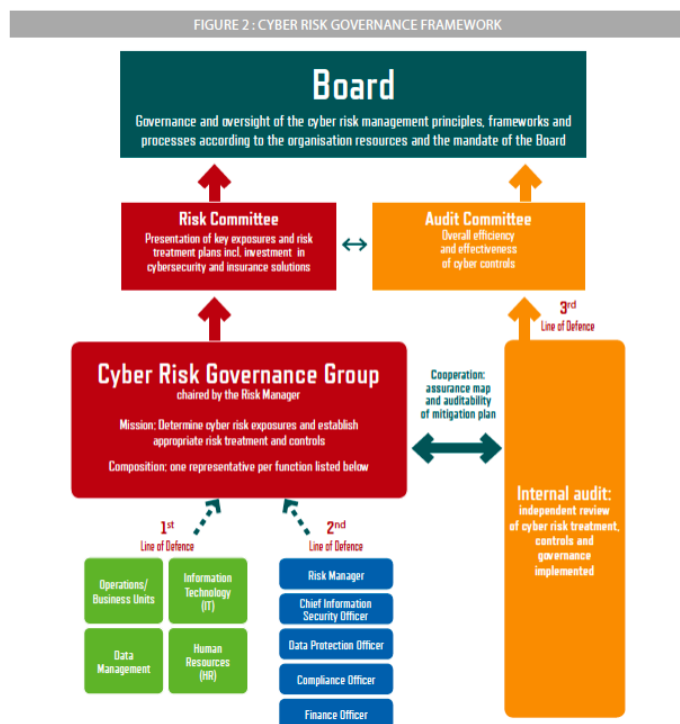 FIGURE 2 : CYBER RISK GOVERNANCE FRAMEWORK
Board
Governance and oversight of the cyber risk management principles, frameworks and
processes according to the organisation resources and the mandate of the Board
Risk Committee
Presentation of key exposures and risk
treatment plans incl. investment in
cybersecurity and insurance solutions
Audit Committee
Overall efficiency
and effectiveness
of cyber controls
3rd
Line of Defence
Cyber Risk Governance Group
chaired by the Risk Manager
Mission: Determine cyber risk exposures and establish
appropriate risk treatment and controls
Composition: one representative per function listed below
Cooperation:
assurance map
and auditability
of mitigation plan
Internal audit:
independent review
of cyber risk treatment,
controls and
governance
implemented
1st
Line of Defence
2nd
Line of Defence
Operations/
Business Units
Information
Technology
(IT)
Data
Management
Human
Resources
(HR)
Risk Manager
Chief Information
Security Officer
Data Protection Officer
Compliance Officer
Finance Officer